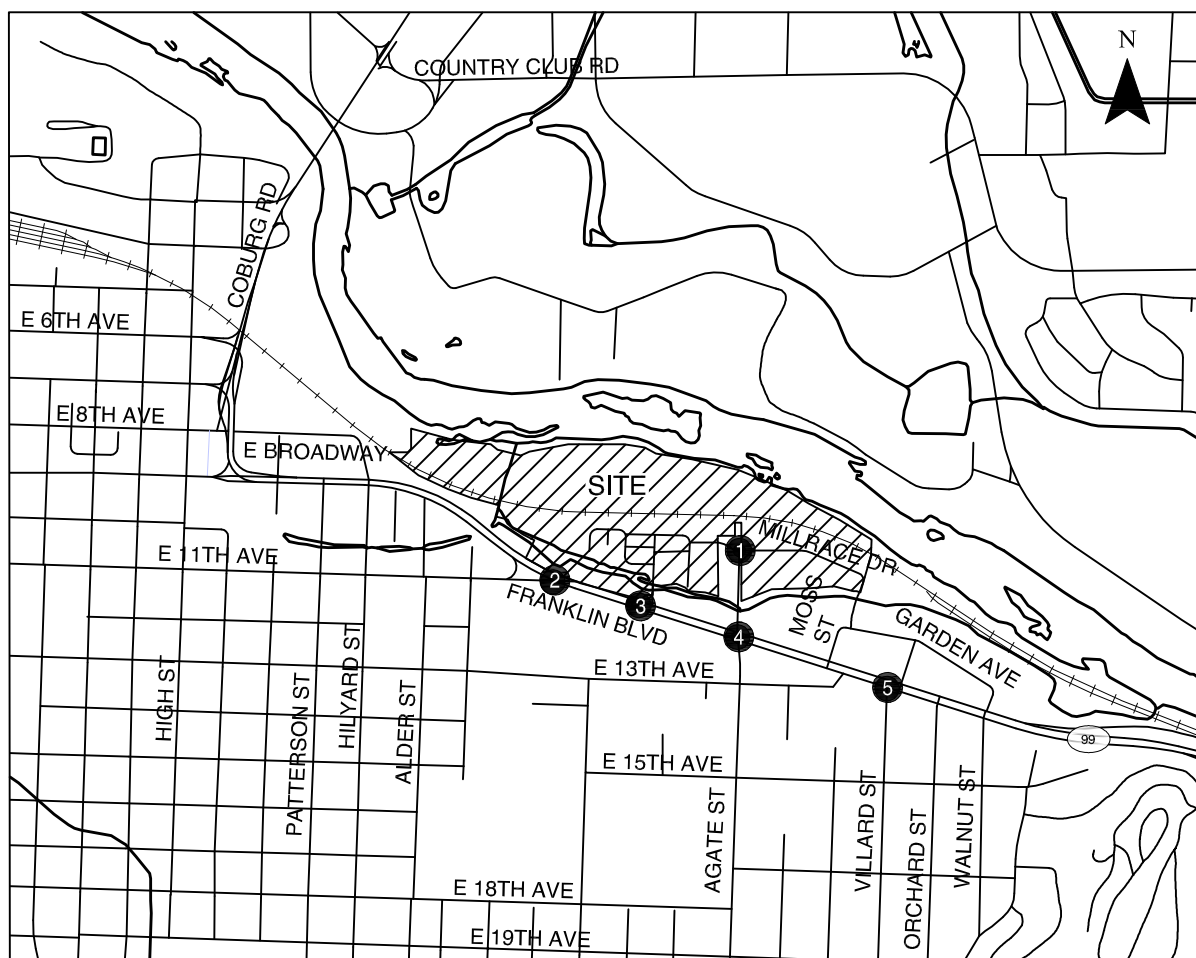 N
COUNTRY CLUB RD
COBURG RD
E 6TH AVE
E 8TH AVE
E BROADWAY
SITE
MILLRACE DR
1
E 11TH AVE
2
FRANKLIN BLVD
3
MOSS
ST
4
GARDEN AVE
E 13TH AVE
5
HIGH ST
PATTERSON ST
HILYARD ST
ALDER ST
99
E 15TH AVE
AGATE ST
VILLARD ST
ORCHARD ST
WALNUT ST
E 18TH AVE
E 19TH AVE